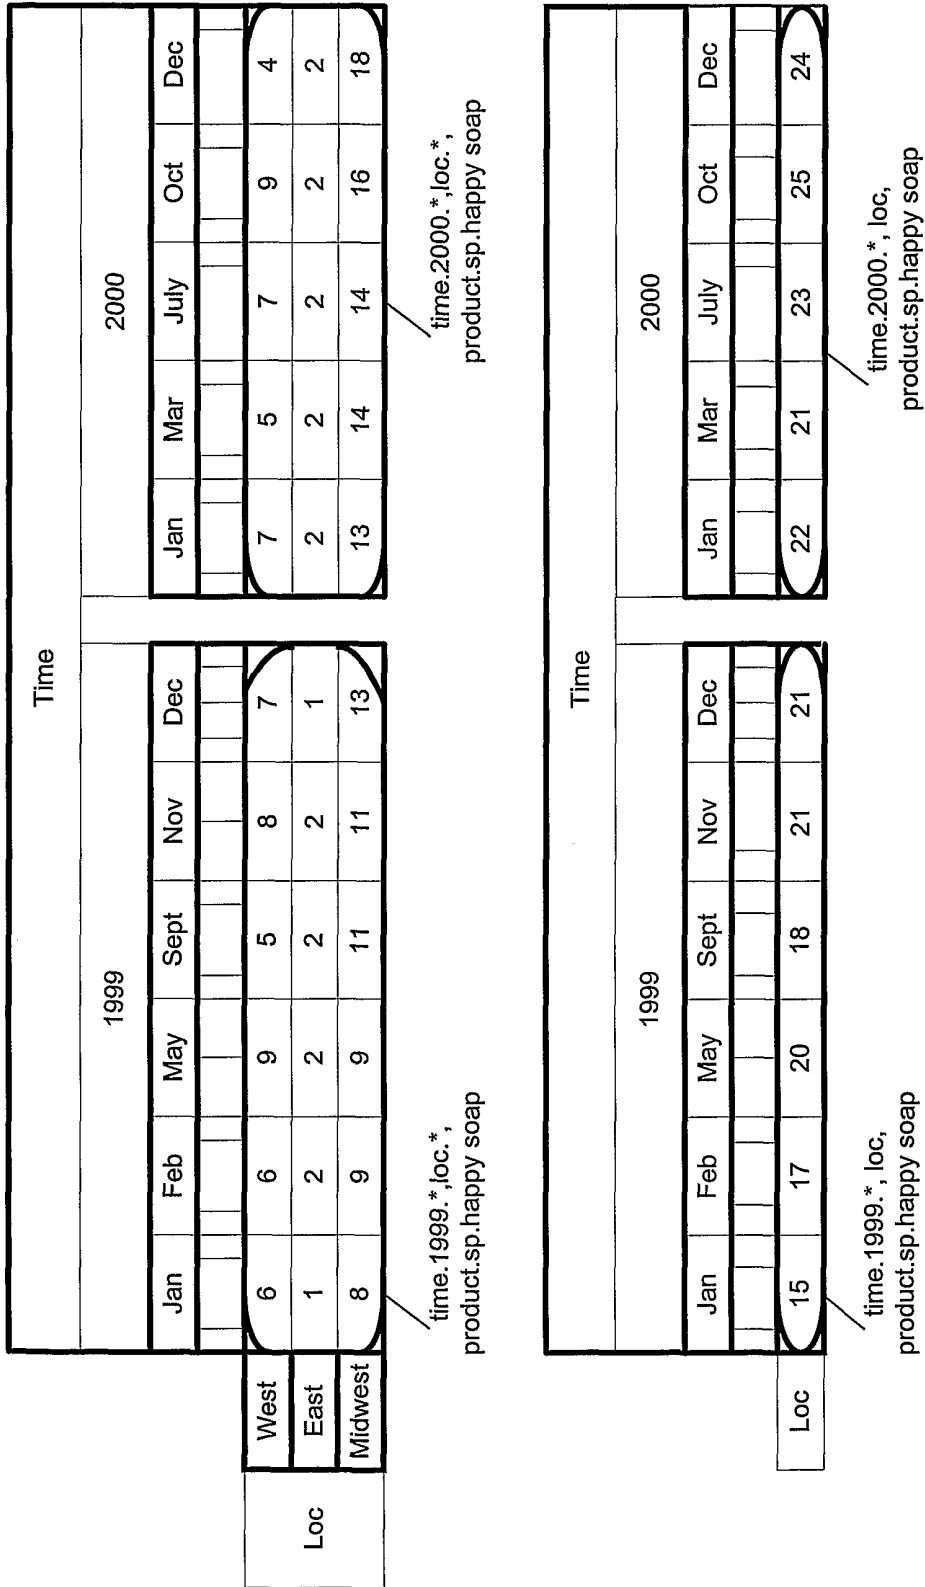 Time
1999 2000
Jan Feb May Sept Nov Dec Jan Mar July Oct Dec
Loc
West 6 6 9 5 8 7 7 5 7 9 4
East 1 2 2 2 2 1 2 2 2 2 2
Midwest 8 9 9 11 11 13 13 14 14 16 18
time.1999.*,loc.*,
product.sp.happy soap
time.2000.*,loc.*,
product.sp.happy soap
Time
1999 2000
Jan Feb May Sept Nov Dec Jan Mar July Oct Dec
Loc 15 17 20 18 21 21 22 21 23 25 24
time.1999.*, loc,
product.sp.happy soap
time.2000.*, loc,
product.sp.happy soap